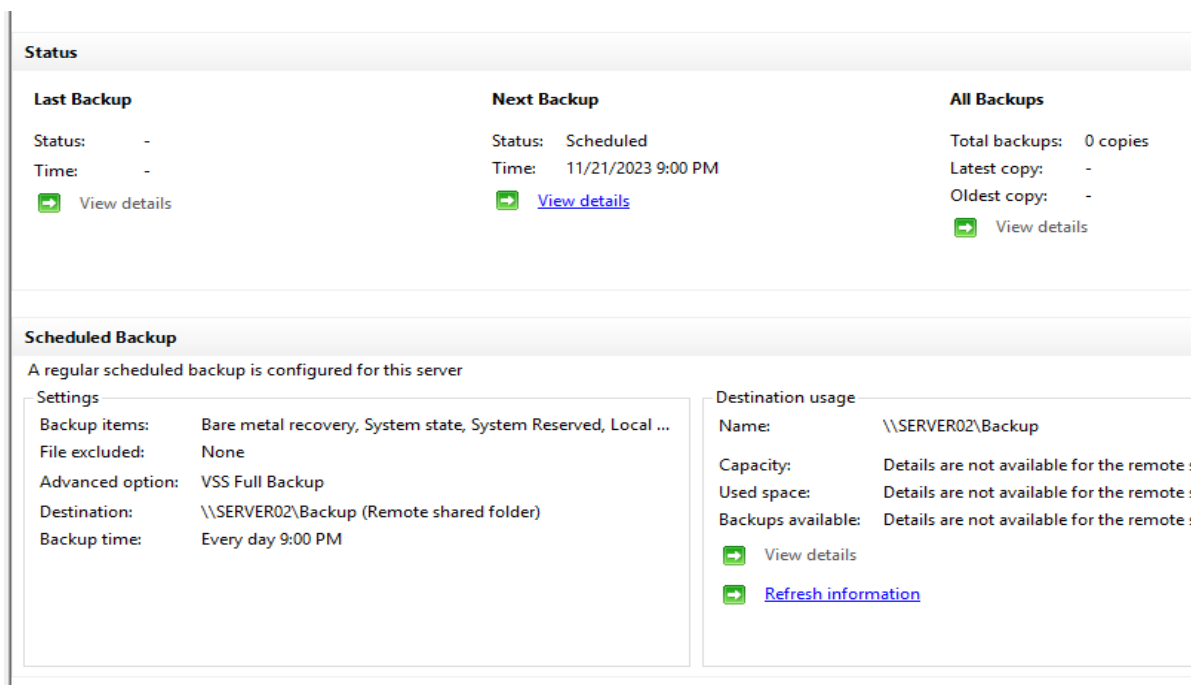 Status
Last Backup
Status: -
Time: -
View details
Next Backup
Status: Scheduled
Time: 11/21/2023 9:00 PM
View details
All Backups
Total backups: 0 copies
Latest copy: -
Oldest copy: -
View details
Scheduled Backup
A regular scheduled backup is configured for this server
Settings
Backup items: Bare metal recovery, System state, System Reserved, Local ...
File excluded: None
Advanced option: VSS Full Backup
Destination: \\SERVER02\Backup (Remote shared folder)
Backup time: Every day 9:00 PM
Destination usage
Name: \\SERVER02\Backup
Capacity: Details are not available for the remote
Used space: Details are not available for the remote
Backups available: Details are not available for the remote
View details
Refresh information